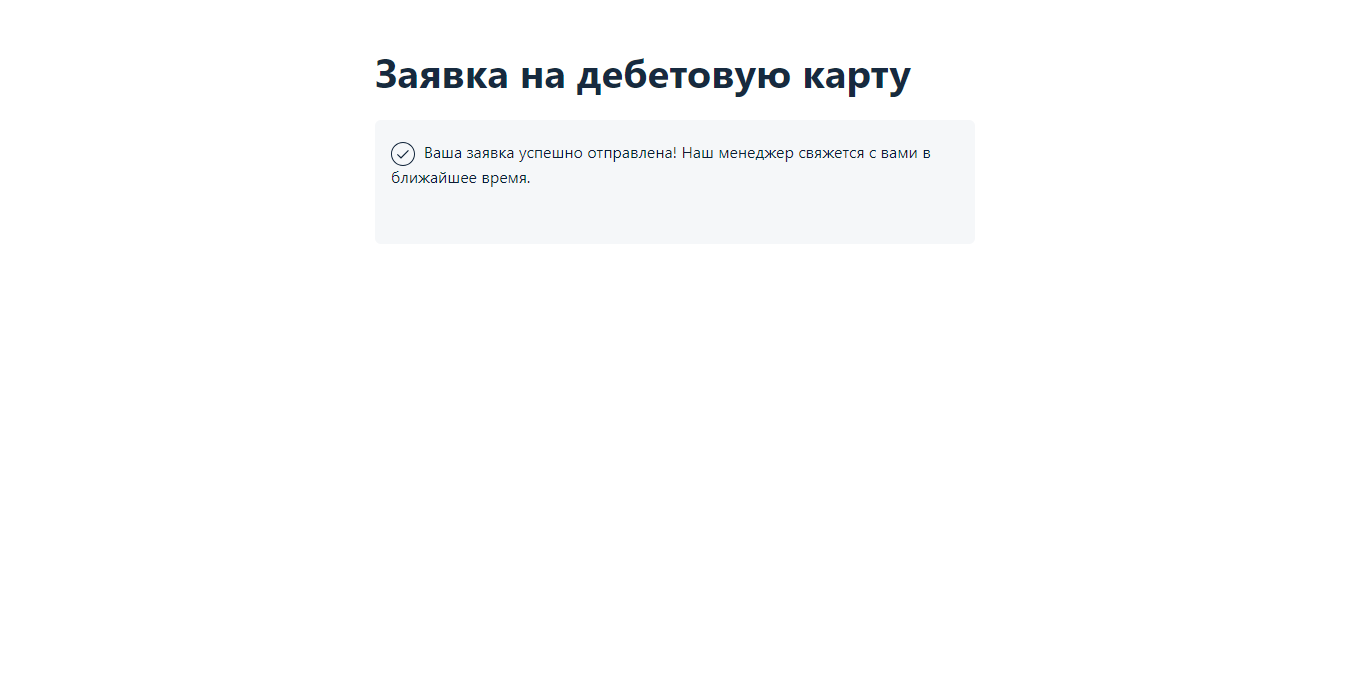 Заявка на дебетовую карту
Ваша заявка успешно отправлена! Наш менеджер свяжется с вами в
ближайшее время.